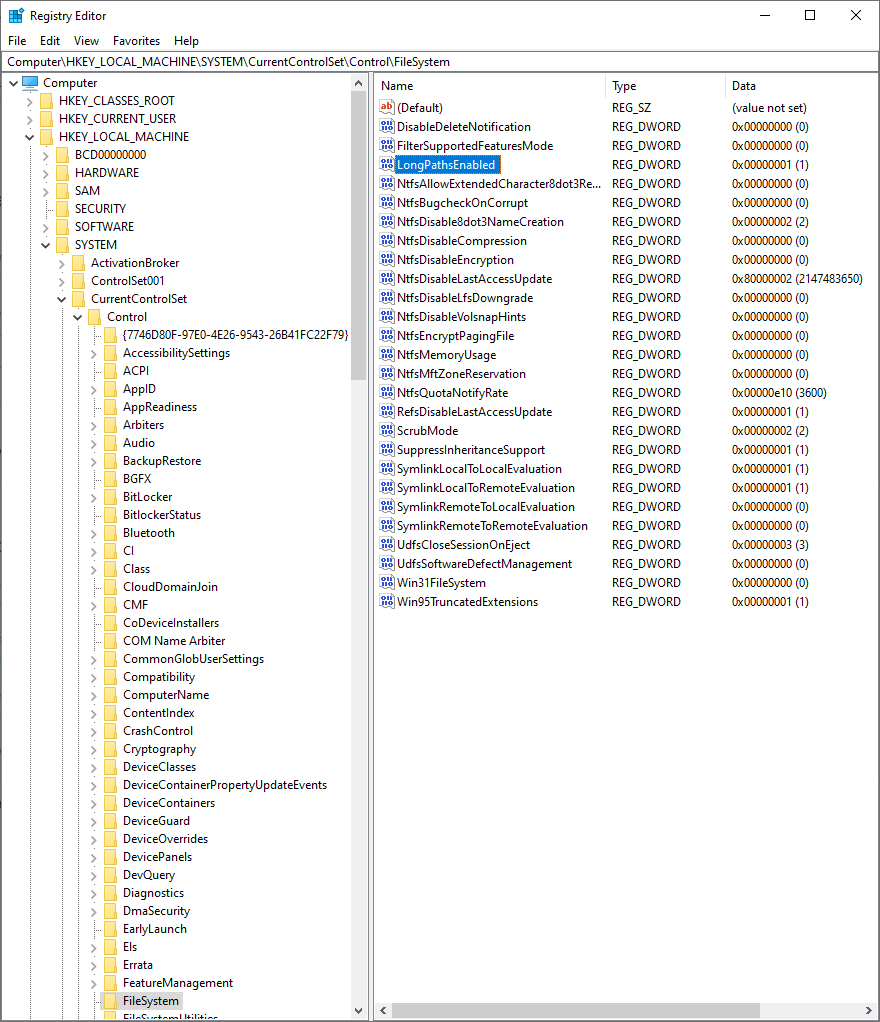 Registry Editor
File Edit View Favorites Help
Computer\HKEY_LOCAL_MACHINE\SYSTEM\CurrentControlSet\Control\FileSystem
Computer
HKEY_CLASSES_ROOT
HKEY_CURRENT_USER
HKEY_LOCAL_MACHINE
BCD00000000
HARDWARE
SAM
SECURITY
SOFTWARE
SYSTEM
ActivationBroker
ControlSet001
CurrentControlSet
Control
{7746D80F-97E0-4E26-9543-26B41FC22F79}
AccessibilitySettings
ACPI
AppID
AppReadiness
Arbiters
Audio
BackupRestore
BGFX
BitLocker
BitlockerStatus
Bluetooth
CI
Class
CloudDomainJoin
CMF
CoDeviceInstallers
COM Name Arbiter
CommonGlobUserSettings
Compatibility
ComputerName
ContentIndex
CrashControl
Cryptography
DeviceClasses
DeviceContainerPropertyUpdateEvents
DeviceContainers
DeviceGuard
DeviceOverrides
DevicePanels
DevQuery
Diagnostics
DmaSecurity
EarlyLaunch
Els
Errata
FeatureManagement
FileSystem
FileSystemUtilities
Name Type Data
ab (Default) REG_SZ (value not set)
DisableDeleteNotification REG_DWORD 0x00000000 (0)
FilterSupportedFeaturesMode REG_DWORD 0x00000000 (0)
LongPathsEnabled REG_DWORD 0x00000001 (1)
NtfsAllowExtendedCharacter8dot3Re... REG_DWORD 0x00000000 (0)
NtfsBugcheckOnCorrupt REG_DWORD 0x00000000 (0)
NtfsDisable8dot3NameCreation REG_DWORD 0x00000002 (2)
NtfsDisableCompression REG_DWORD 0x00000000 (0)
NtfsDisableEncryption REG_DWORD 0x00000000 (0)
NtfsDisableLastAccessUpdate REG_DWORD 0x80000002 (2147483650)
NtfsDisableLfsDowngrade REG_DWORD 0x00000000 (0)
NtfsDisableVolsnapHints REG_DWORD 0x00000000 (0)
NtfsEncryptPagingFile REG_DWORD 0x00000000 (0)
NtfsMemoryUsage REG_DWORD 0x00000000 (0)
NtfsMftZoneReservation REG_DWORD 0x00000000 (0)
NtfsQuotaNotifyRate REG_DWORD 0x00000e10 (3600)
RefsDisableLastAccessUpdate REG_DWORD 0x00000001 (1)
ScrubMode REG_DWORD 0x00000002 (2)
SuppressInheritanceSupport REG_DWORD 0x00000001 (1)
SymlinkLocalToLocalEvaluation REG_DWORD 0x00000001 (1)
SymlinkLocalToRemoteEvaluation REG_DWORD 0x00000001 (1)
SymlinkRemoteToLocalEvaluation REG_DWORD 0x00000000 (0)
SymlinkRemoteToRemoteEvaluation REG_DWORD 0x00000000 (0)
UdfsCloseSessionOnEject REG_DWORD 0x00000003 (3)
UdfsSoftwareDefectManagement REG_DWORD 0x00000000 (0)
Win31FileSystem REG_DWORD 0x00000000 (0)
Win95TruncatedExtensions REG_DWORD 0x00000001 (1)